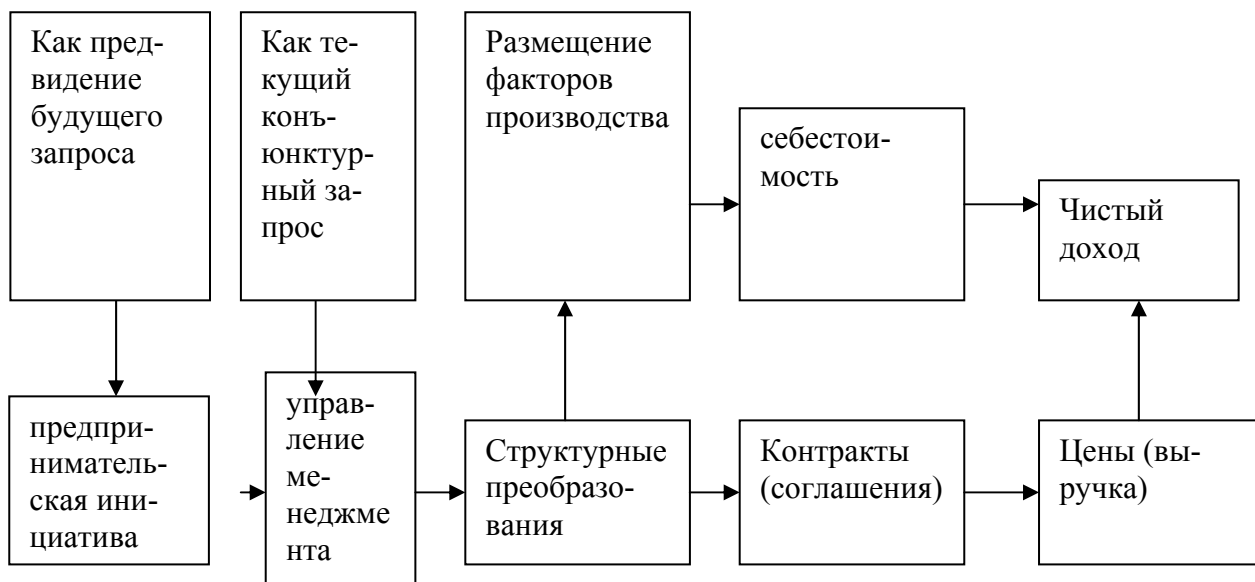 Как пред-
видение
будущего
запроса
Как те-
кущий
конъ-
юнктур-
ный за-
прос
Размещение
факторов
производства
себестои-
мость
Чистый
доход
предпри-
ниматель-
ская ини-
циатива
управ-
ление
ме-
неджме
нта
Структурные
преобразо-
вания
Контракты
(соглашения)
Цены (вы-
ручка)